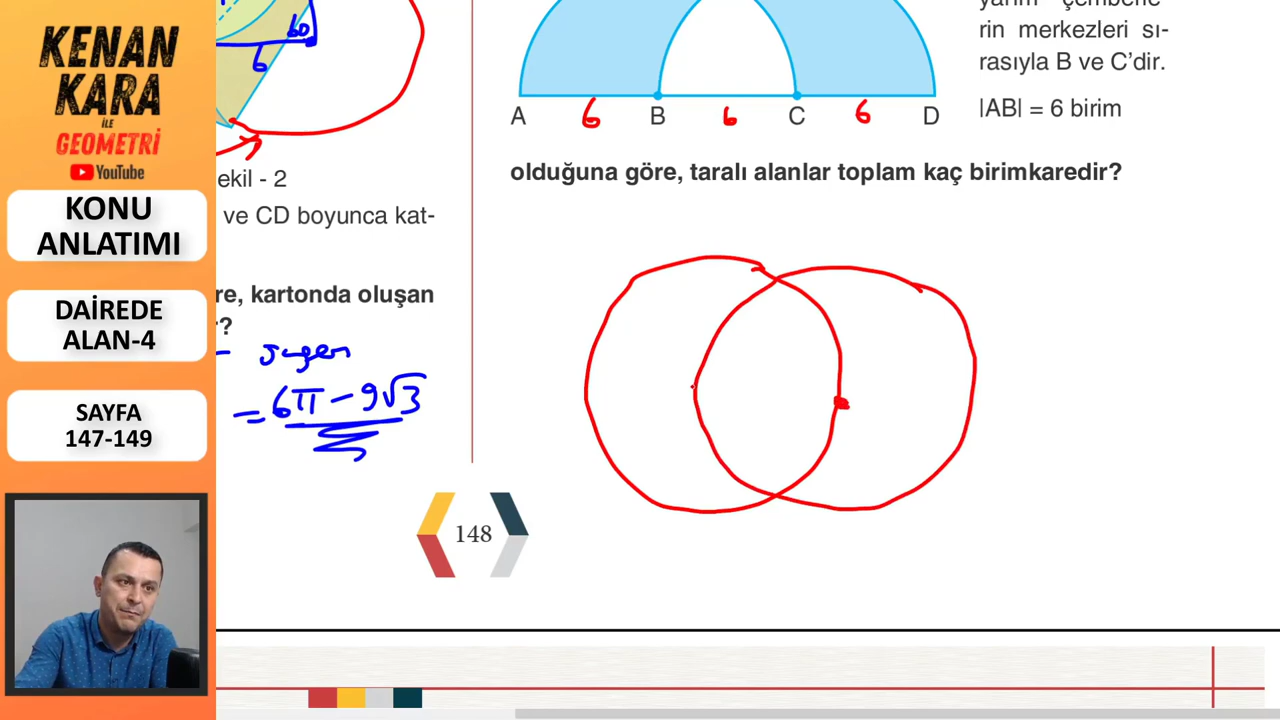 KENAN
KARA
İLE
GEOMETRİ
YouTube
KONU
ANLATIMI
DAİREDE
ALAN-4
SAYFA
147-149
60
6
ekil - 2
ve CD boyunca kat-
re, kartonda oluşan
r?
= 6π - 9√3
148
rin merkezleri sı-
rasıyla B ve C'dir.
|AB| = 6 birim
A 6 B 6 C 6 D
olduğuna göre, taralı alanlar toplam kaç birimkaredir?